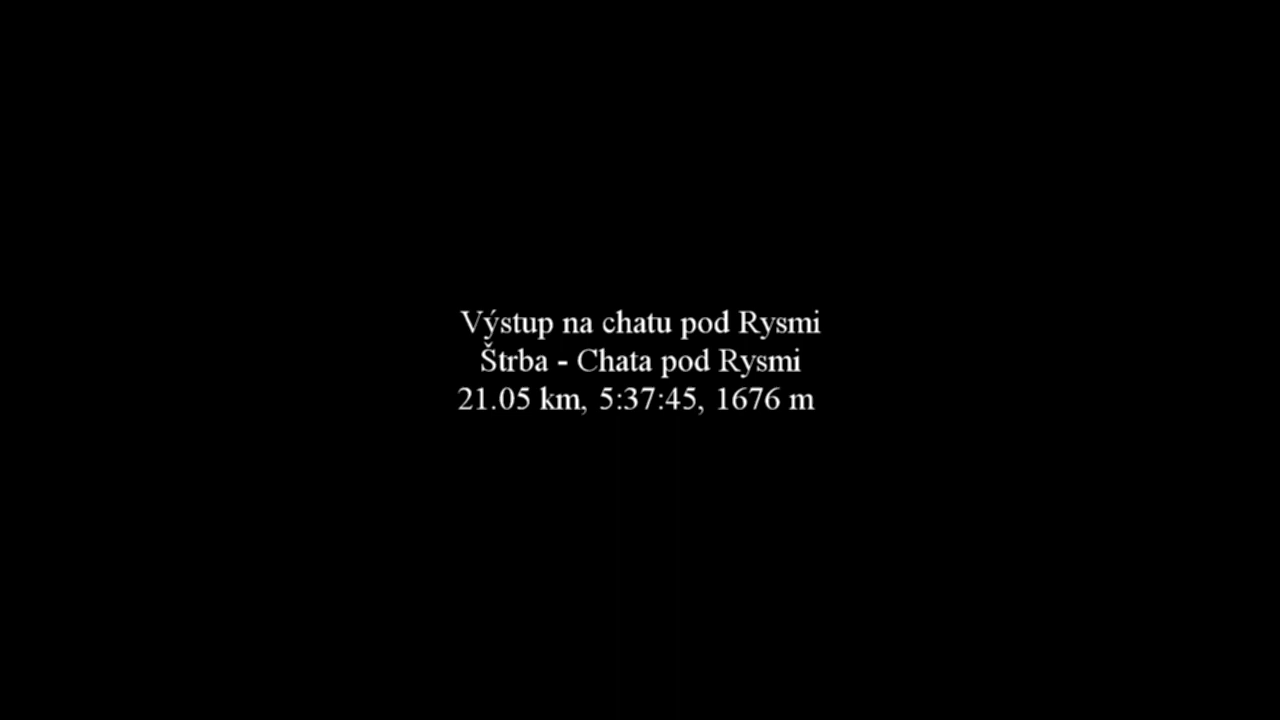 Výstup na chatu pod Rysmi
Štrba - Chata pod Rysmi
21.05 km, 5:37:45, 1676 m